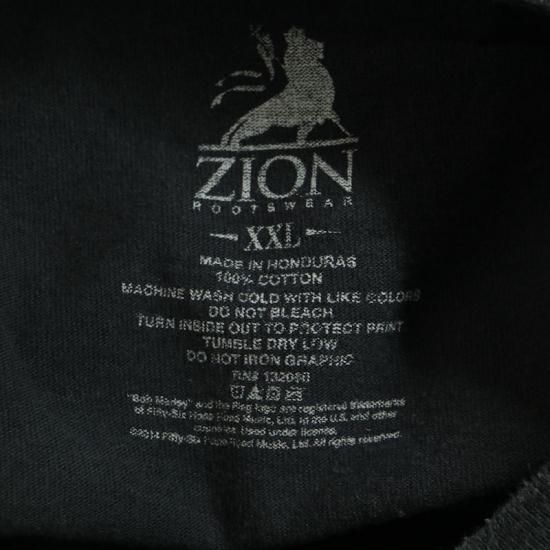 ZION
ROOTSWEAR
XXL
MADE IN HONDURAS
100% COTTON
MACHINE WASH COLD WITH LIKE COLORS
DO NOT BLEACH
TURN INSIDE OUT TO PROTECT PRINT
TUMBLE DRY LOW
DO NOT IRON GRAPHIC
RN# 132010
"Bob Marley" and the Ring logo are registered trademarks
of Fifty-Six Hope Road Music, Ltd. in the U.S. and other
countries. Used under license.
©2014 Fifty-Six Hope Road Music, Ltd. All rights reserved.